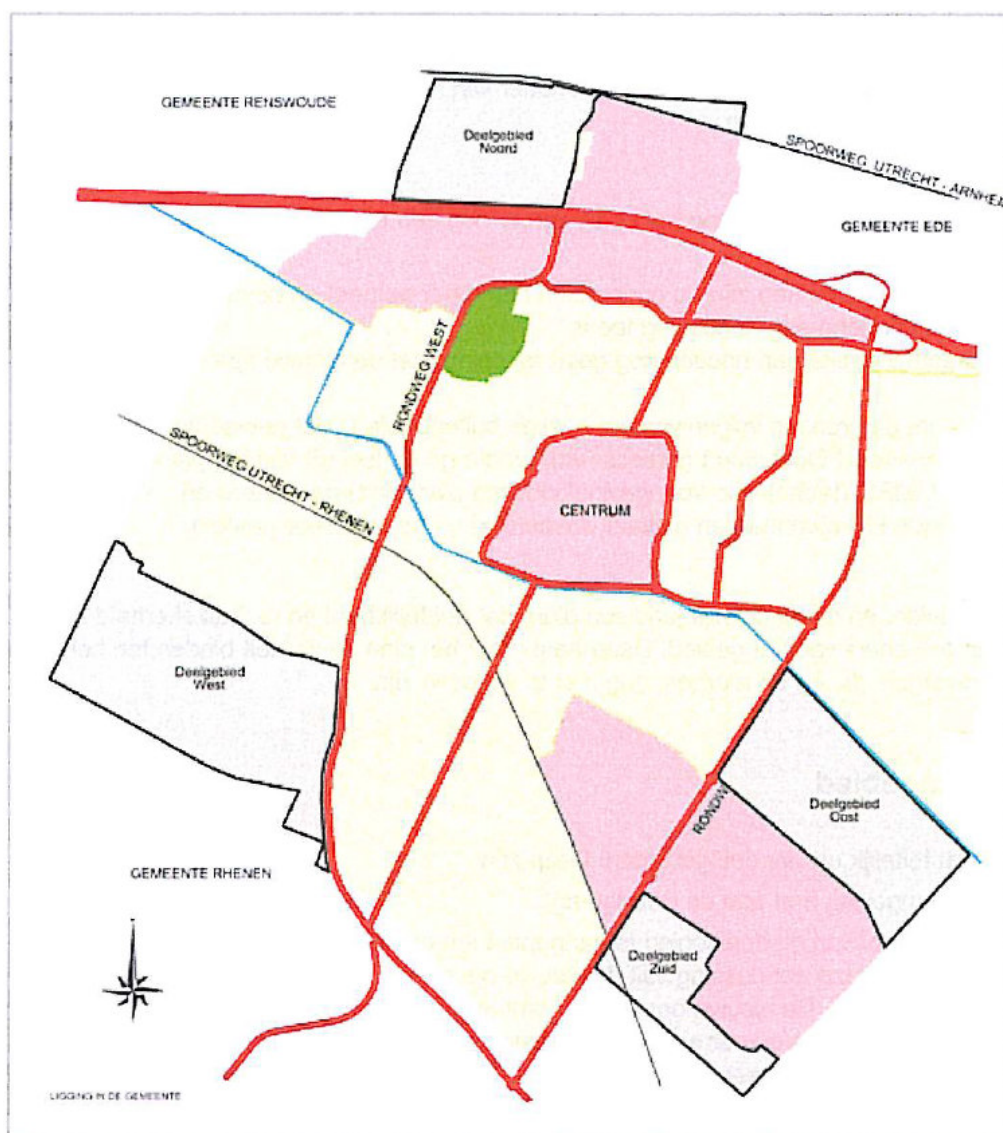 GEMEENTE RENSWOUDE
Deelgebied
Noord
SPOORWEG UTRECHT - ARNHEM
GEMEENTE EDE
RONDWEG WEST
SPOORWEG UTRECHT - RHENEN
CENTRUM
Deelgebied
West
Deelgebied
Oost
RONDW
GEMEENTE RHENEN
Deelgebied
Zuid
LIGGING IN DE GEMEENTE